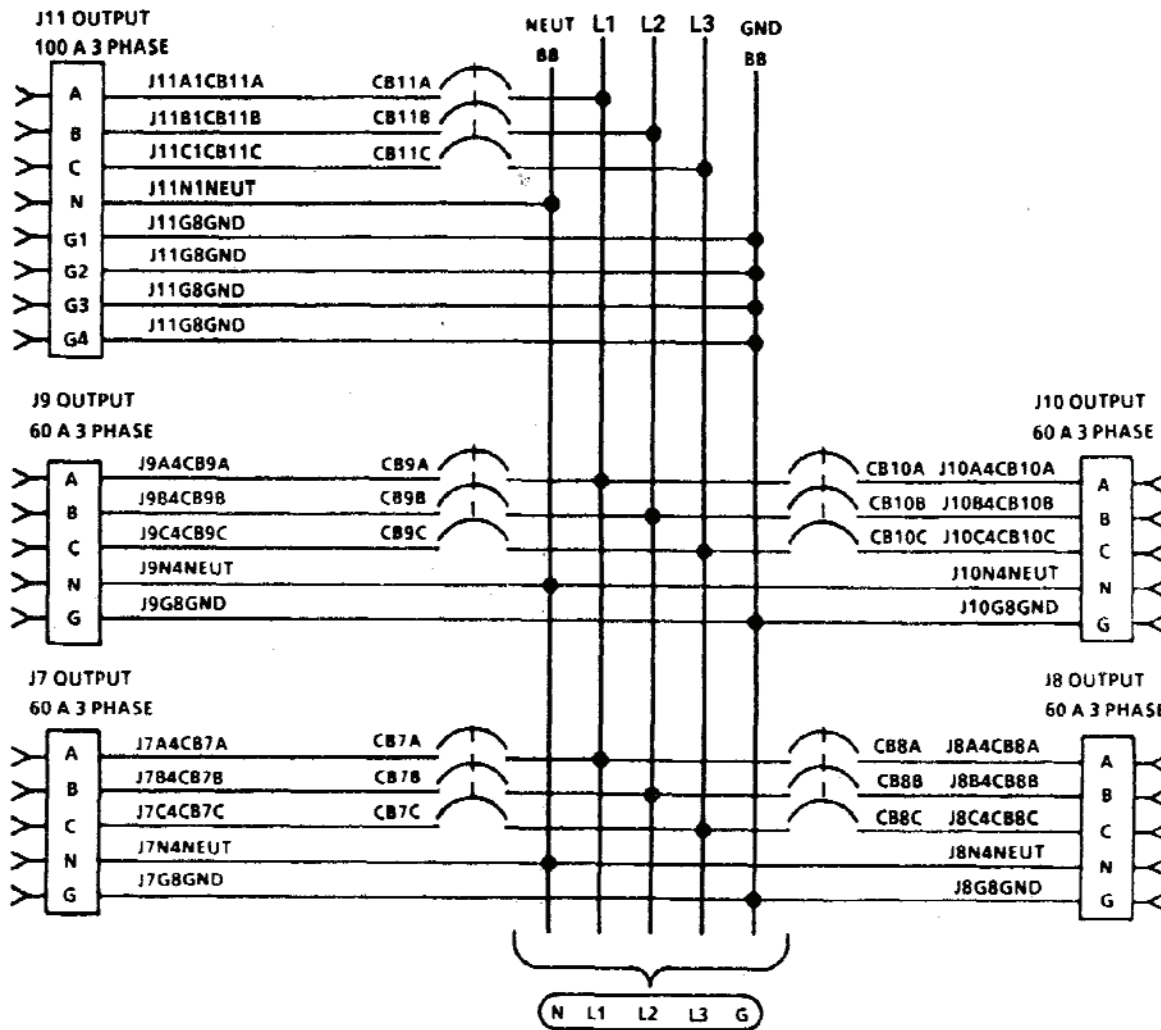 J11 OUTPUT
100 A 3 PHASE
NEUT
BB
L1
L2
L3
GND
BB
A
J11A1CB11A
CB11A
B
J11B1CB11B
CB11B
C
J11C1CB11C
CB11C
N
J11N1NEUT
G1
J11G8GND
G2
J11G8GND
G3
J11G8GND
G4
J11G8GND
J9 OUTPUT
60 A 3 PHASE
A
J9A4CB9A
CB9A
B
J9B4CB9B
CB9B
C
J9C4CB9C
CB9C
N
J9N4NEUT
G
J9G8GND
J10 OUTPUT
60 A 3 PHASE
CB10A
J10A4CB10A
A
CB10B
J10B4CB10B
B
CB10C
J10C4CB10C
C
J10N4NEUT
N
J10G8GND
G
J7 OUTPUT
60 A 3 PHASE
A
J7A4CB7A
CB7A
B
J7B4CB7B
CB7B
C
J7C4CB7C
CB7C
N
J7N4NEUT
G
J7G8GND
J8 OUTPUT
60 A 3 PHASE
CB8A
J8A4CB8A
A
CB8B
J8B4CB8B
B
CB8C
J8C4CB8C
C
J8N4NEUT
N
J8G8GND
G
N L1 L2 L3 G